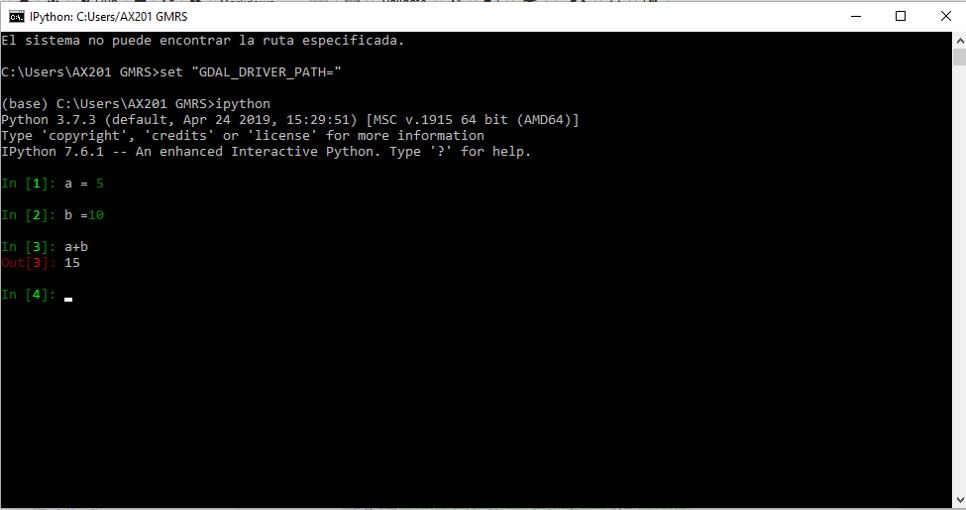 IPython: C:Users/AX201 GMRS
El sistema no puede encontrar la ruta especificada.
C:\Users\AX201 GMRS>set "GDAL_DRIVER_PATH="
(base) C:\Users\AX201 GMRS>ipython
Python 3.7.3 (default, Apr 24 2019, 15:29:51) [MSC v.1915 64 bit (AMD64)]
Type 'copyright', 'credits' or 'license' for more information
IPython 7.6.1 -- An enhanced Interactive Python. Type '?' for help.
In [1]: a = 5
In [2]: b =10
In [3]: a+b
Out[3]: 15
In [4]: